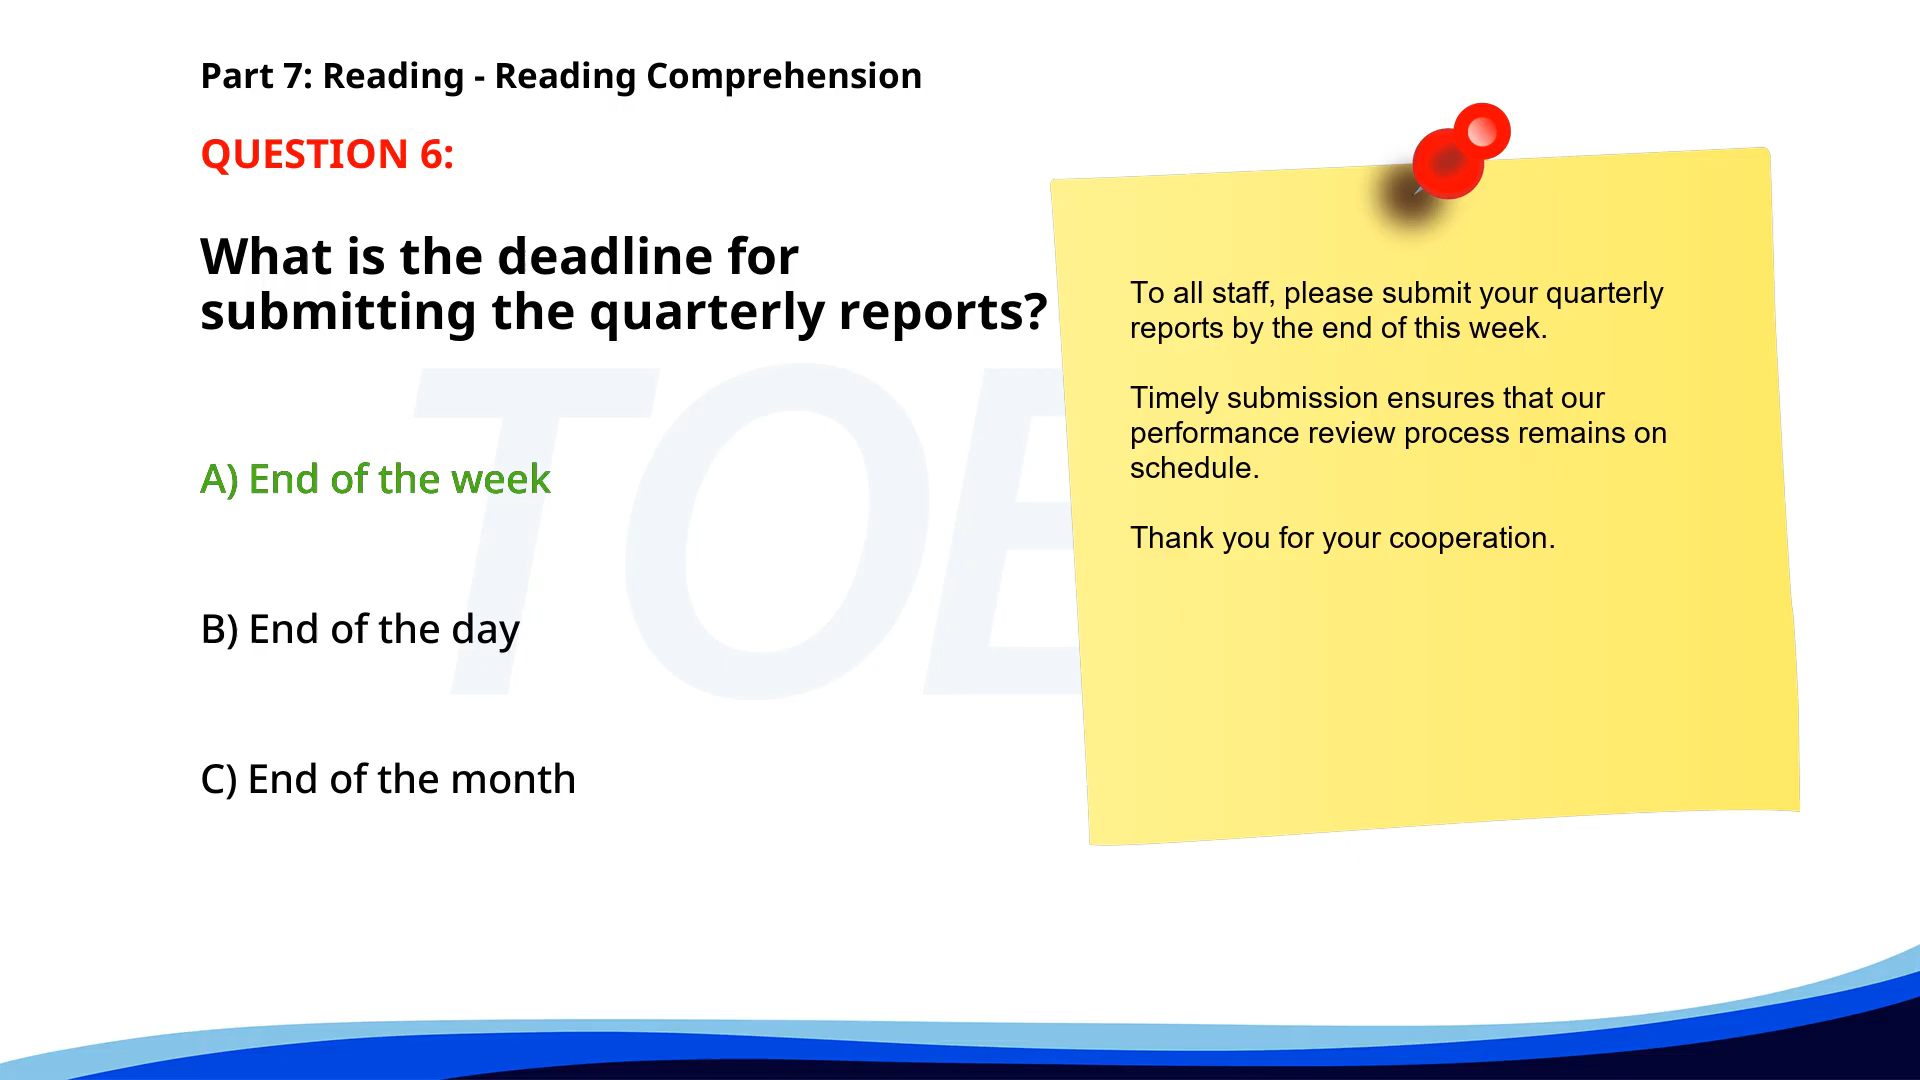 Part 7: Reading - Reading Comprehension
QUESTION 6:
What is the deadline for
submitting the quarterly reports?
A) End of the week
B) End of the day
C) End of the month
To all staff, please submit your quarterly
reports by the end of this week.
Timely submission ensures that our
performance review process remains on
schedule.
Thank you for your cooperation.
TOE